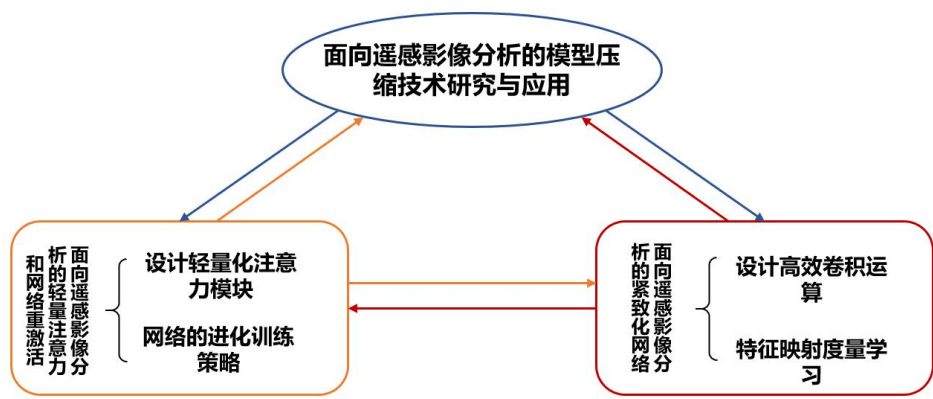 面向遥感影像分析的模型压
缩技术研究与应用
面向遥感影像分
析的轻量注意力
和网络重激活
设计轻量化注意
力模块
网络的进化训练
策略
面向遥感影像分
析的紧致化网络
设计高效卷积运
算
特征映射度量学
习